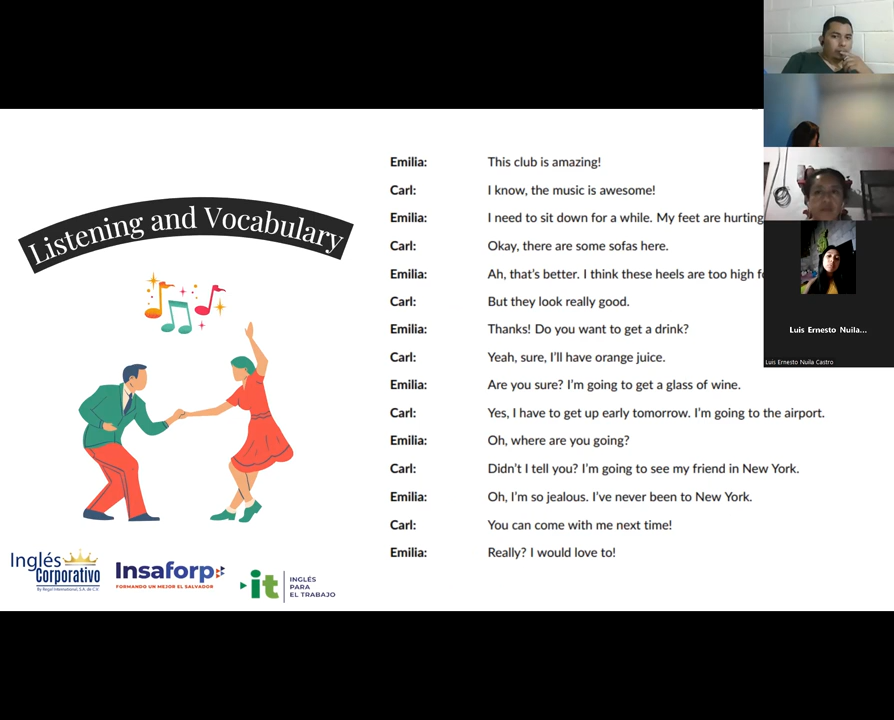 Listening and Vocabulary
Emilia: This club is amazing!
Carl: I know, the music is awesome!
Emilia: I need to sit down for a while. My feet are hurting
Carl: Okay, there are some sofas here.
Emilia: Ah, that's better. I think these heels are too high
Carl: But they look really good.
Emilia: Thanks! Do you want to get a drink?
Carl: Yeah, sure, I'll have orange juice.
Emilia: Are you sure? I'm going to get a glass of wine.
Carl: Yes, I have to get up early tomorrow. I'm going to the airport.
Emilia: Oh, where are you going?
Carl: Didn't I tell you? I'm going to see my friend in New York.
Emilia: Oh, I'm so jealous. I've never been to New York.
Carl: You can come with me next time!
Emilia: Really? I would love to!
Inglés
Corporativo
By Regal International, S.A. de C.V.
Insaforp
FORMANDO UN MEJOR EL SALVADOR
it
INGLÉS
PARA
EL TRABAJO
Luis Ernesto Nuila...
Luis Ernesto Nuila Castro